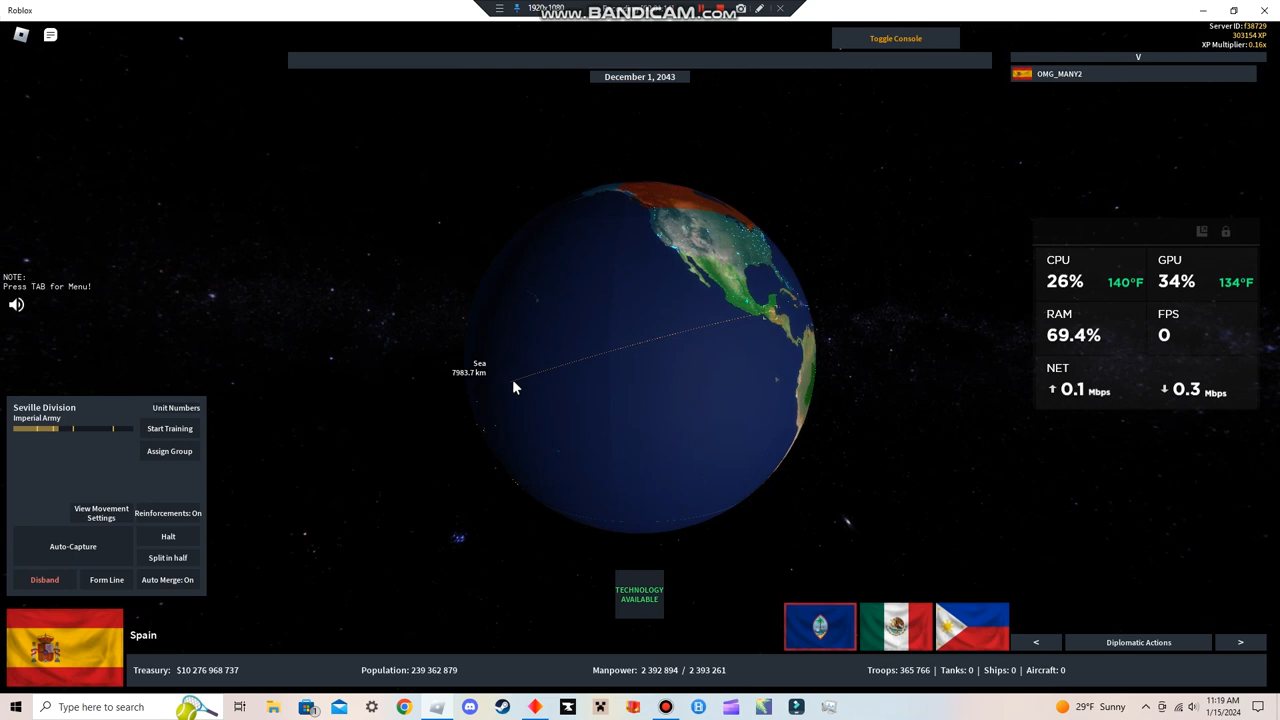 Roblox
1920x1080
www.BANDICAM.com
Toggle Console
Server ID: f38729
303154 XP
XP Multiplier: 0.16x
V
December 1, 2043
OMG_MANY2
NOTE:
Press TAB for Menu!
CPU
GPU
26%
140°F
34%
134°F
RAM
FPS
69.4%
0
NET
0.1 Mbps
0.3 Mbps
Sea
7983.7 km
Seville Division
Unit Numbers
Imperial Army
Start Training
Assign Group
View Movement
Settings
Reinforcements: On
Halt
Auto-Capture
Split in half
Disband
Form Line
Auto Merge: On
TECHNOLOGY
AVAILABLE
Spain
<
Diplomatic Actions
>
Treasury: $10 276 968 737
Population: 239 362 879
Manpower: 2 392 894 / 2 393 261
Troops: 365 766 | Tanks: 0 | Ships: 0 | Aircraft: 0
Type here to search
29°F Sunny
11:19 AM
1/15/2024